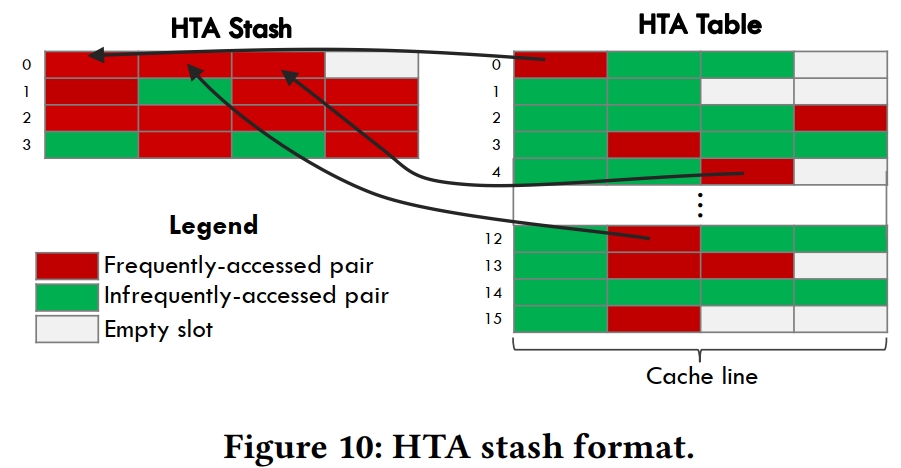 HTA Stash
0
1
2
3
HTA Table
0
1
2
3
4
⋮
12
13
14
15
Cache line
Legend
Frequently-accessed pair
Infrequently-accessed pair
Empty slot
Figure 10: HTA stash format.